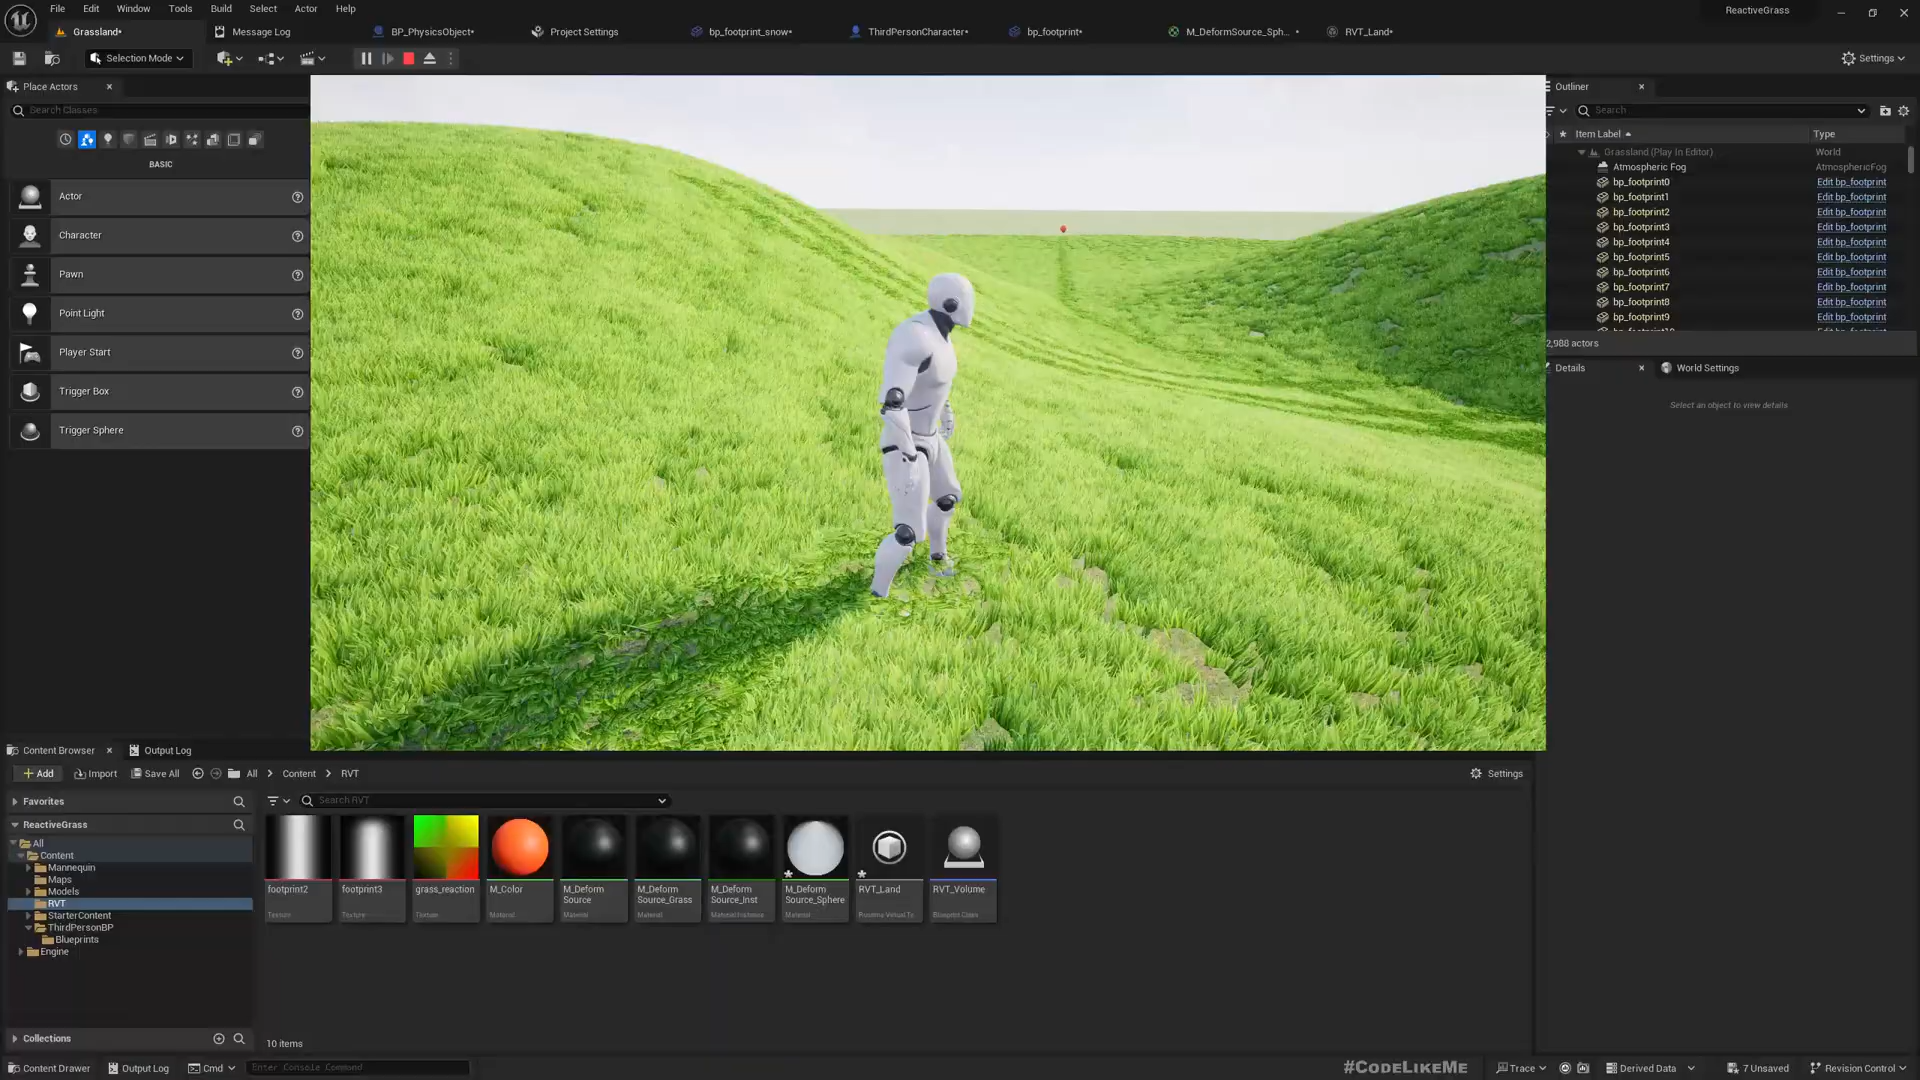 File Edit Window Tools Build Select Actor Help
ReactiveGrass
Grassland•
Message Log
BP_PhysicsObject•
Project Settings
bp_footprint_snow•
ThirdPersonCharacter•
bp_footprint•
M_DeformSource_Sph...•
RVT_Land•
Selection Mode
Settings
Place Actors
Search Classes
BASIC
Actor
Character
Pawn
Point Light
Player Start
Trigger Box
Trigger Sphere
Outliner
Search
Item Label Type
Grassland (Play In Editor) World
Atmospheric Fog AtmosphericFog
bp_footprint0 Edit bp_footprint
bp_footprint1 Edit bp_footprint
bp_footprint2 Edit bp_footprint
bp_footprint3 Edit bp_footprint
bp_footprint4 Edit bp_footprint
bp_footprint5 Edit bp_footprint
bp_footprint6 Edit bp_footprint
bp_footprint7 Edit bp_footprint
bp_footprint8 Edit bp_footprint
bp_footprint9 Edit bp_footprint
2,988 actors
Details World Settings
Select an object to view details
Content Browser Output Log
Add Import Save All All Content RVT Settings
Favorites
Search RVT
ReactiveGrass
All
Content
Mannequin
Maps
Models
RVT
StarterContent
ThirdPersonBP
Blueprints
Engine
Collections
footprint2
Texture
footprint3
Texture
grass_reaction
Texture
M_Color
Material
M_Deform
Source
Material
M_Deform
Source_Grass
Material
M_Deform
Source_Inst
Material Instance
M_Deform
Source_Sphere
Material
RVT_Land
Runtime Virtual Te
RVT_Volume
Blueprint Class
10 items
Content Drawer Output Log Cmd Enter Console Command
#CODELIKEME
Trace Derived Data 7 Unsaved Revision Control